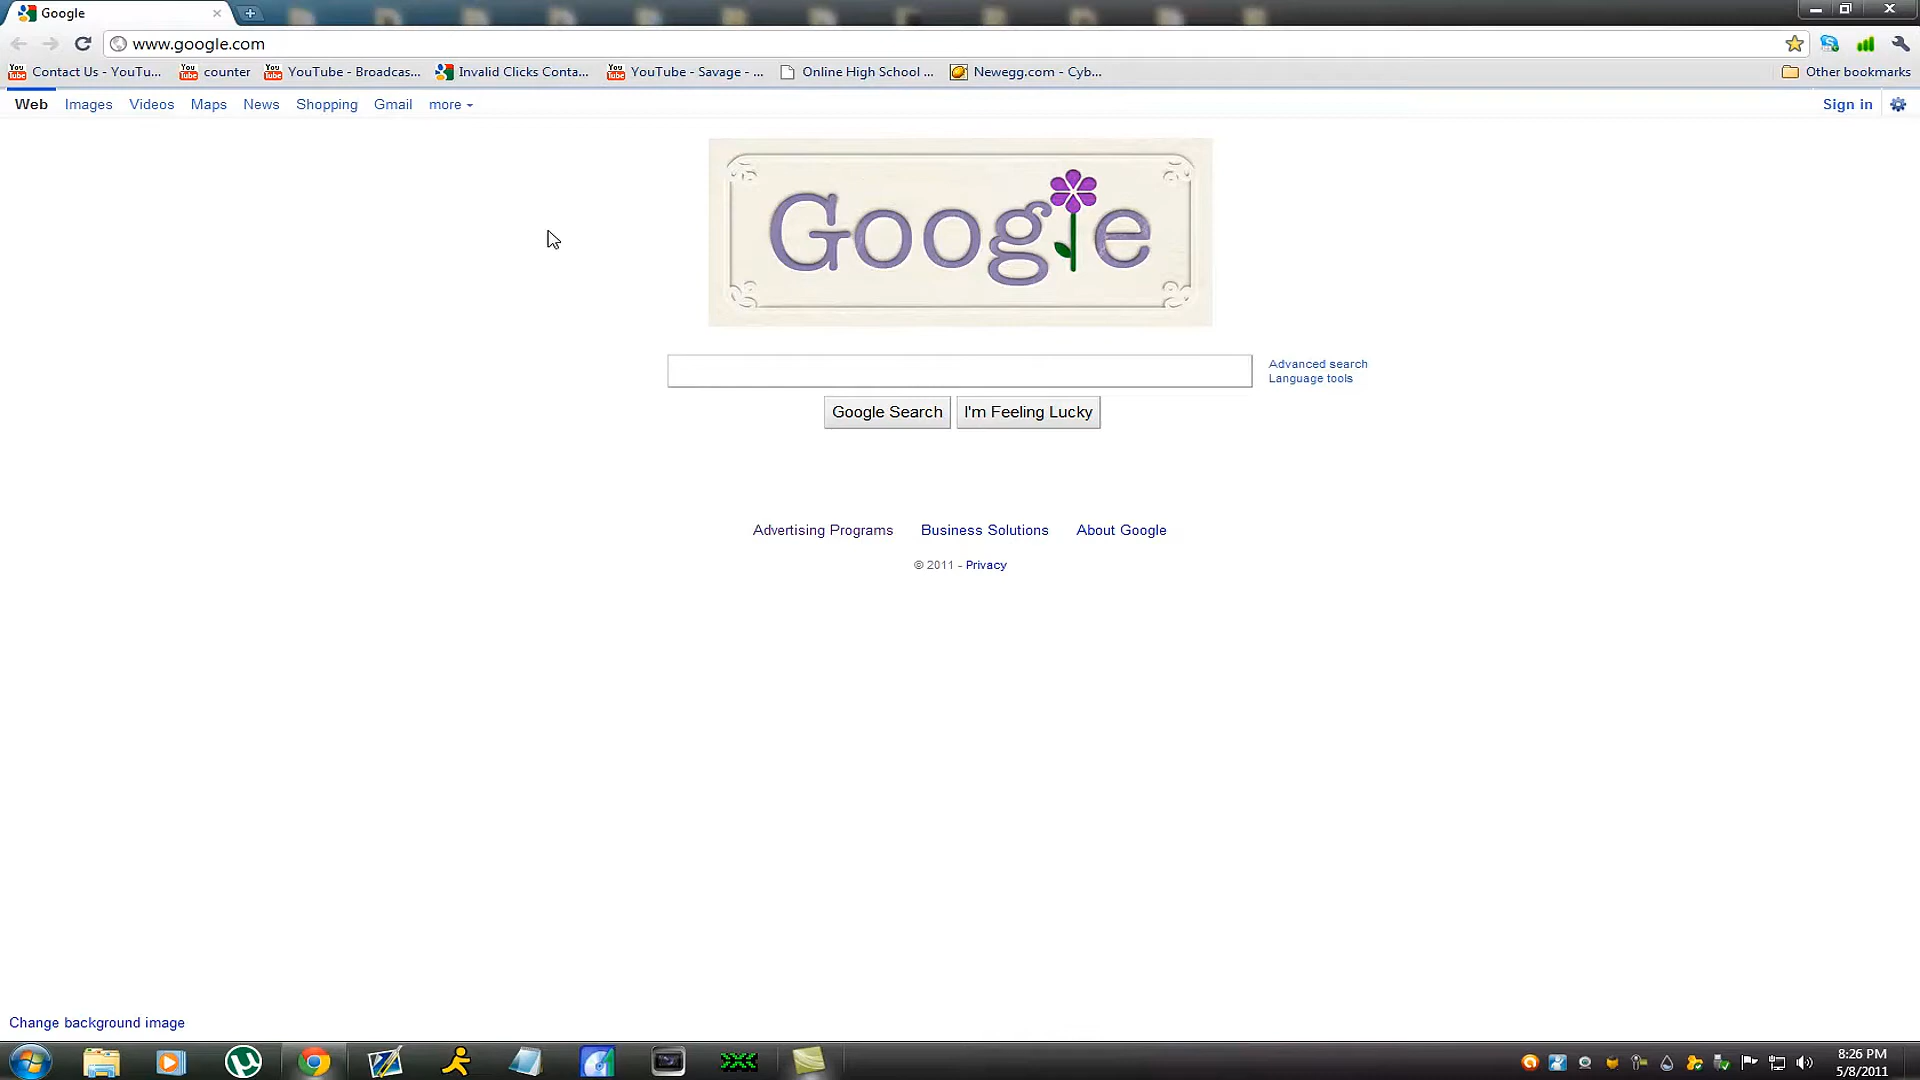 Google
www.google.com
Contact Us - YouTu... counter YouTube - Broadcas... Invalid Clicks Conta... YouTube - Savage - ... Online High School ... Newegg.com - Cyb... Other bookmarks
Web Images Videos Maps News Shopping Gmail more Sign in
Google
Advanced search
Language tools
Google Search I'm Feeling Lucky
Advertising Programs Business Solutions About Google
© 2011 - Privacy
Change background image
8:26 PM
5/8/2011